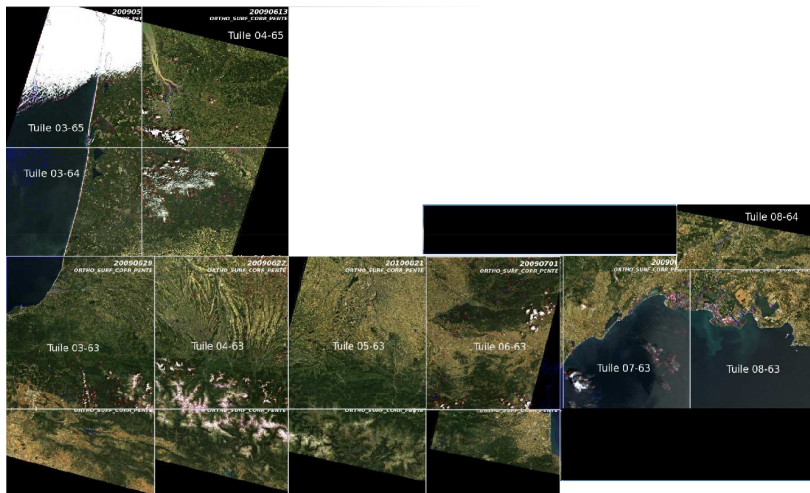 200905
20090613
ORTHO_SURF_CORR_PENTE
Tuile 04-65
Tuile 03-65
Tuile 03-64
Tuile 08-64
20090629
ORTHO_SURF_CORR_PENTE
20090622
ORTHO_SURF_CORR_PENTE
20100621
ORTHO_SURF_CORR_PENTE
20090701
ORTHO_SURF_CORR_PENTE
Tuile 03-63
Tuile 04-63
Tuile 05-63
Tuile 06-63
Tuile 07-63
Tuile 08-63